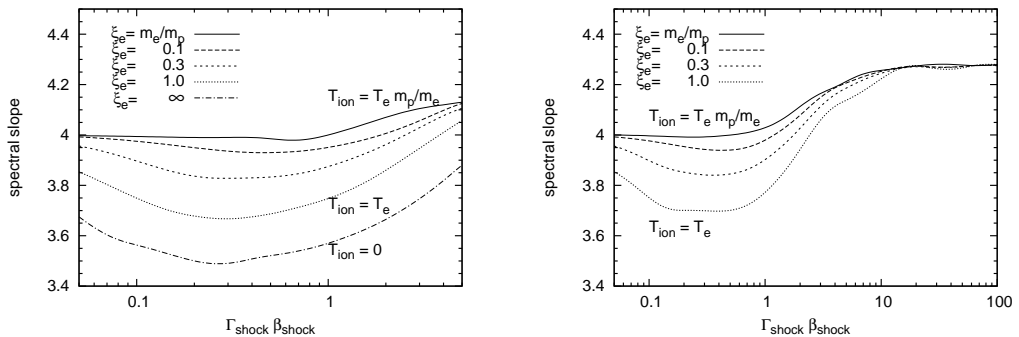 4.4
4.2
4
3.8
3.6
3.4
0.1
1
spectral slope
Γshock βshock
ξe= me/mp
ξe= 0.1
ξe= 0.3
ξe= 1.0
ξe= ∞
Tion = Te mp/me
Tion = Te
Tion = 0
4.4
4.2
4
3.8
3.6
3.4
0.1
1
10
100
spectral slope
Γshock βshock
ξe= me/mp
ξe= 0.1
ξe= 0.3
ξe= 1.0
Tion = Te mp/me
Tion = Te